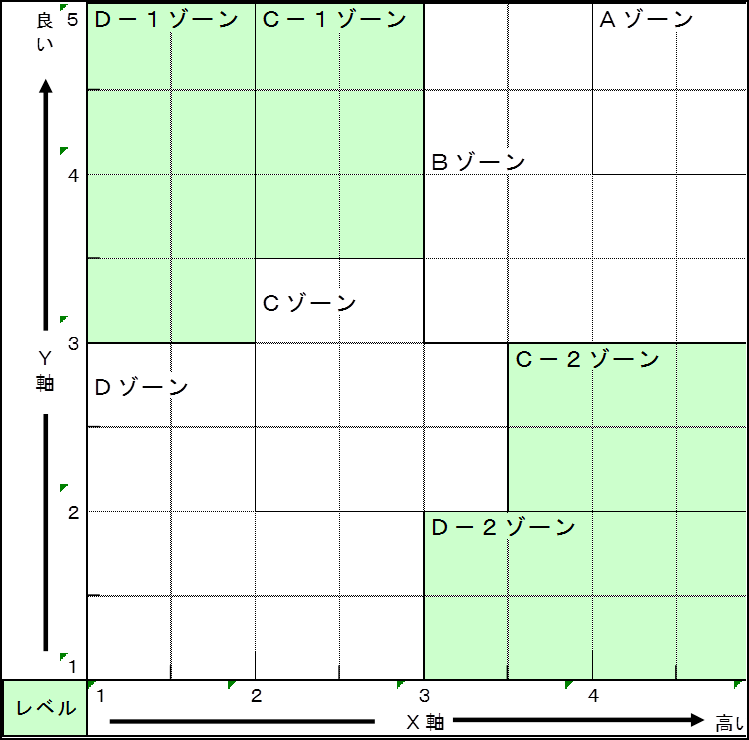 良い
5
D－1ゾーン
C－1ゾーン
Aゾーン
Bゾーン
4
Cゾーン
3
Y軸
C－2ゾーン
Dゾーン
2
D－2ゾーン
1
レベル
1
2
3
4
X軸
高い